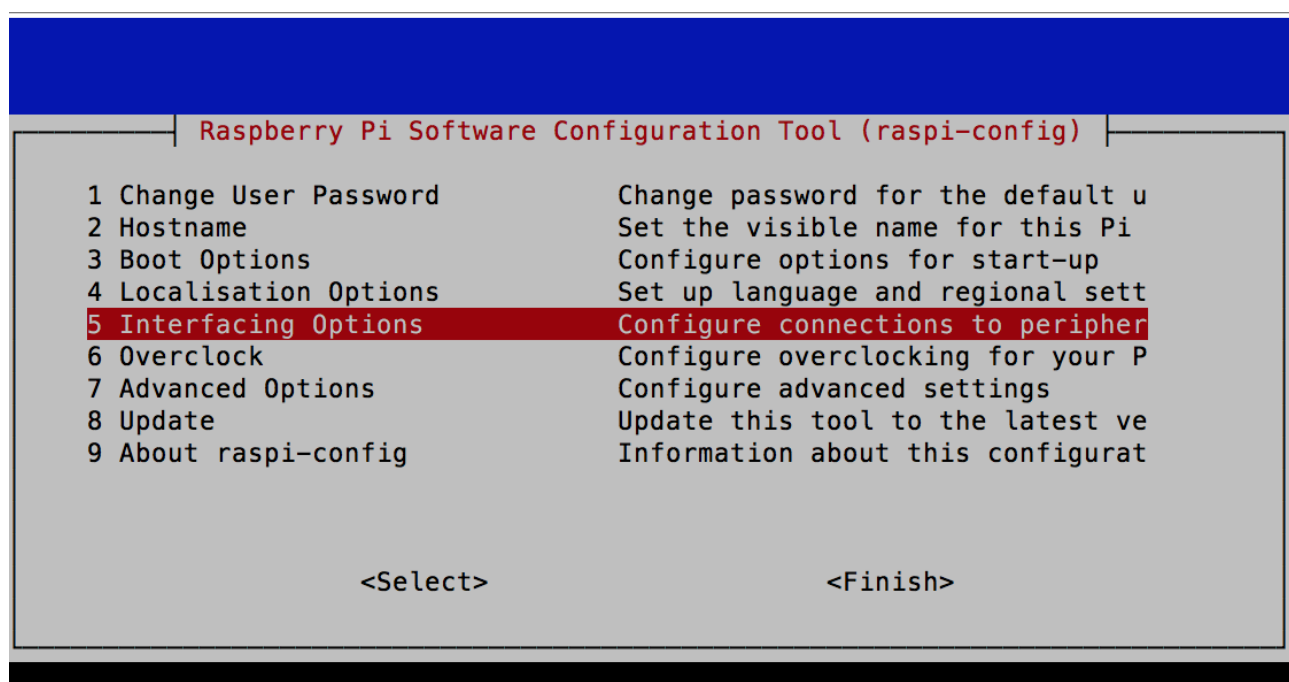 Raspberry Pi Software Configuration Tool (raspi-config)
1 Change User Password Change password for the default u
2 Hostname Set the visible name for this Pi
3 Boot Options Configure options for start-up
4 Localisation Options Set up language and regional sett
5 Interfacing Options Configure connections to peripher
6 Overclock Configure overclocking for your P
7 Advanced Options Configure advanced settings
8 Update Update this tool to the latest ve
9 About raspi-config Information about this configurat
<Select> <Finish>